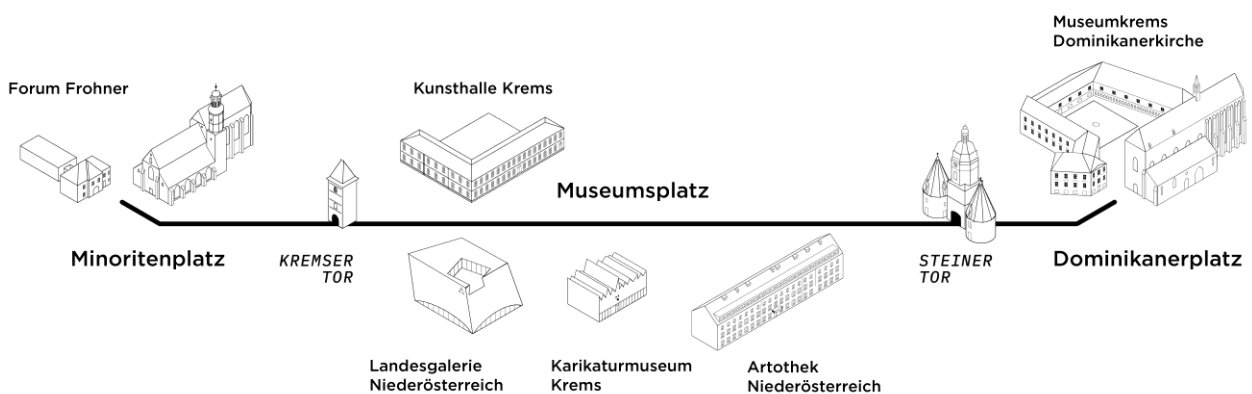 Museumkrems
Dominikanerkirche
Forum Frohner
Kunsthalle Krems
Museumsplatz
Minoritenplatz
KREMSER
TOR
STEINER
TOR
Dominikanerplatz
Landesgalerie
Niederösterreich
Karikaturmuseum
Krems
Artothek
Niederösterreich